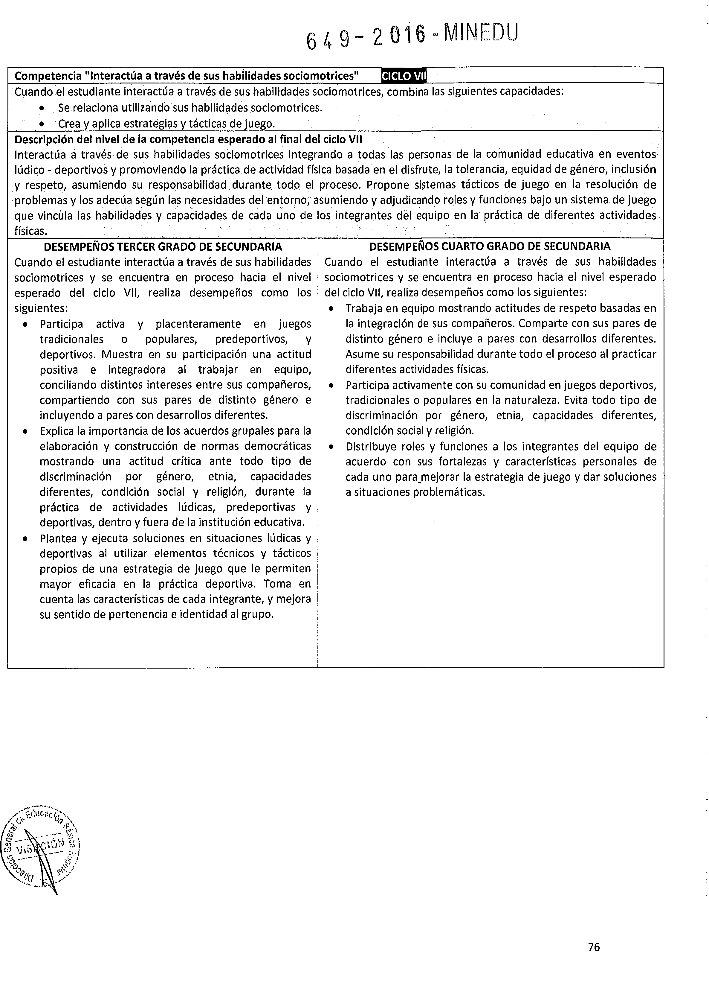 649-2016-MINEDU
Competencia "Interactúa a través de sus habilidades sociomotrices" CICLO VII
Cuando el estudiante interactúa a través de sus habilidades sociomotrices, combina las siguientes capacidades:
• Se relaciona utilizando sus habilidades sociomotrices.
• Crea y aplica estrategias y tácticas de juego.
Descripción del nivel de la competencia esperado al final del ciclo VII
Interactúa a través de sus habilidades sociomotrices integrando a todas las personas de la comunidad educativa en eventos
lúdico - deportivos y promoviendo la práctica de actividad física basada en el disfrute, la tolerancia, equidad de género, inclusión
y respeto, asumiendo su responsabilidad durante todo el proceso. Propone sistemas tácticos de juego en la resolución de
problemas y los adecúa según las necesidades del entorno, asumiendo y adjudicando roles y funciones bajo un sistema de juego
que vincula las habilidades y capacidades de cada uno de los integrantes del equipo en la práctica de diferentes actividades
físicas.
DESEMPEÑOS TERCER GRADO DE SECUNDARIA
Cuando el estudiante interactúa a través de sus habilidades
sociomotrices y se encuentra en proceso hacia el nivel
esperado del ciclo VII, realiza desempeños como los
siguientes:
• Participa activa y placenteramente en juegos
tradicionales o populares, predeportivos, y
deportivos. Muestra en su participación una actitud
positiva e integradora al trabajar en equipo,
conciliando distintos intereses entre sus compañeros,
compartiendo con sus pares de distinto género e
incluyendo a pares con desarrollos diferentes.
• Explica la importancia de los acuerdos grupales para la
elaboración y construcción de normas democráticas
mostrando una actitud crítica ante todo tipo de
discriminación por género, etnia, capacidades
diferentes, condición social y religión, durante la
práctica de actividades lúdicas, predeportivas y
deportivas, dentro y fuera de la institución educativa.
• Plantea y ejecuta soluciones en situaciones lúdicas y
deportivas al utilizar elementos técnicos y tácticos
propios de una estrategia de juego que le permiten
mayor eficacia en la práctica deportiva. Toma en
cuenta las características de cada integrante, y mejora
su sentido de pertenencia e identidad al grupo.
DESEMPEÑOS CUARTO GRADO DE SECUNDARIA
Cuando el estudiante interactúa a través de sus habilidades
sociomotrices y se encuentra en proceso hacia el nivel esperado
del ciclo VII, realiza desempeños como los siguientes:
• Trabaja en equipo mostrando actitudes de respeto basadas en
la integración de sus compañeros. Comparte con sus pares de
distinto género e incluye a pares con desarrollos diferentes.
Asume su responsabilidad durante todo el proceso al practicar
diferentes actividades físicas.
• Participa activamente con su comunidad en juegos deportivos,
tradicionales o populares en la naturaleza. Evita todo tipo de
discriminación por género, etnia, capacidades diferentes,
condición social y religión.
• Distribuye roles y funciones a los integrantes del equipo de
acuerdo con sus fortalezas y características personales de
cada uno para_mejorar la estrategia de juego y dar soluciones
a situaciones problemáticas.
Dirección General de Educación Básica Regular
VISACIÓN
76